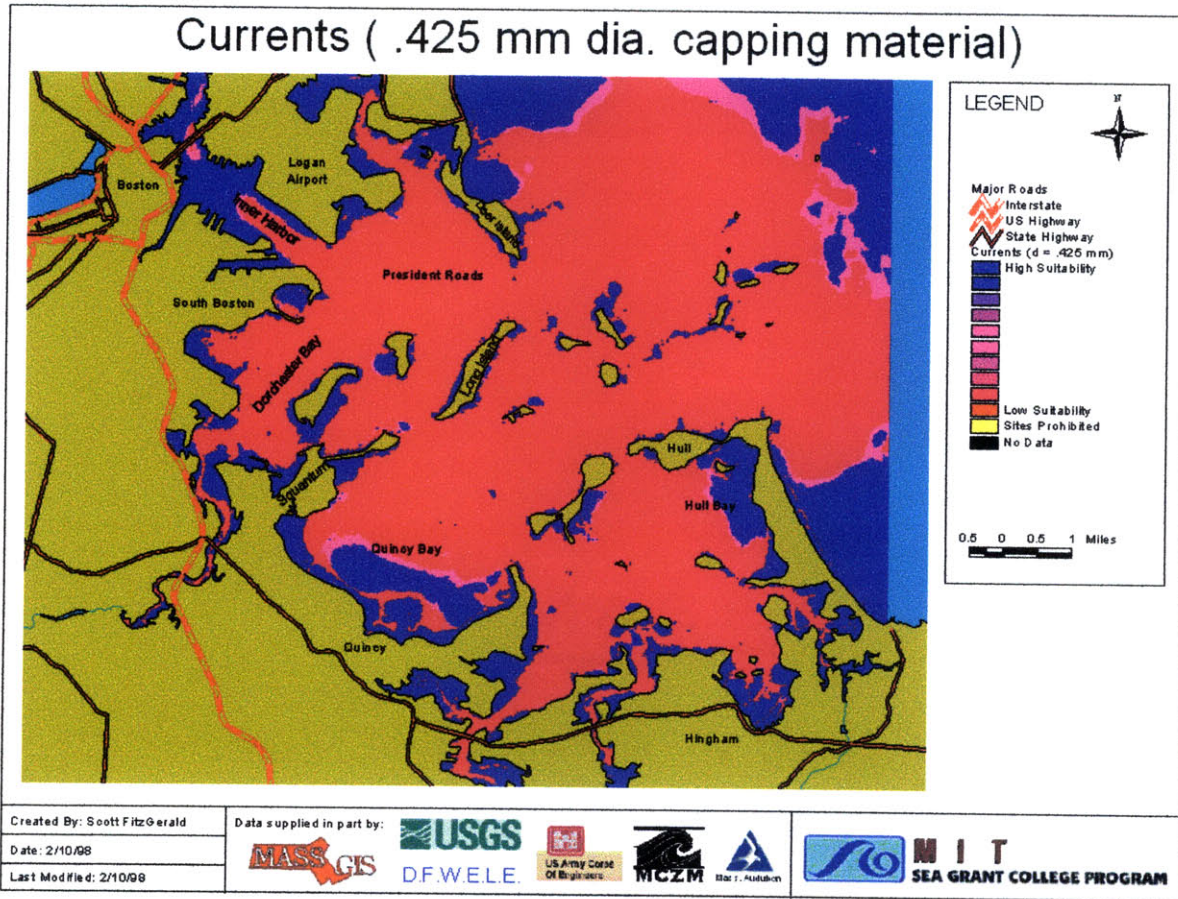 Currents ( .425 mm dia. capping material)
LEGEND
Major Roads
Interstate
US Highway
State Highway
Currents (d = .425 mm)
High Suitability
Low Suitability
Sites Prohibited
No Data
0.5 0 0.5 1 Miles
Boston
Logan
Airport
Inner Harbor
Deer Island
President Roads
South Boston
Dorchester Bay
Long Island
Squantum
Hull
Hull Bay
Quincy Bay
Quincy
Hingham
Created By: Scott FitzGerald
Date: 2/10/98
Last Modified: 2/10/98
Data supplied in part by:
MASS GIS
USGS
D.F.W.E.L.E.
US Army Corps
Of Engineers
MCZM
Mass. Audubon
MIT
SEA GRANT COLLEGE PROGRAM